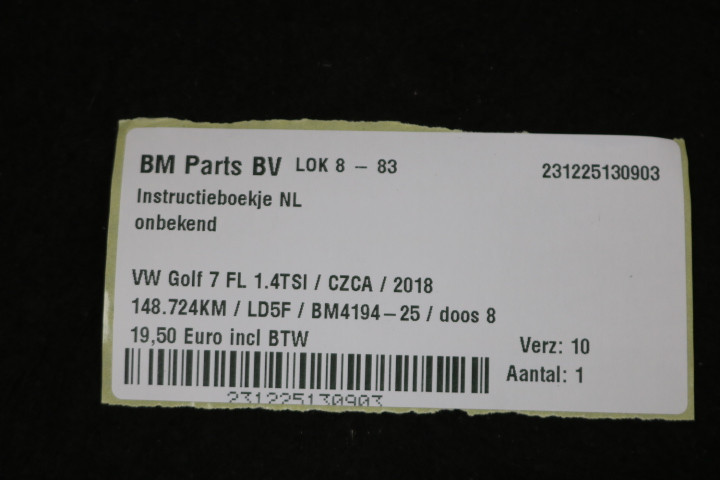 BM Parts BV LOK 8 - 83 231225130903
Instructieboekje NL
onbekend
VW Golf 7 FL 1.4TSI / CZCA / 2018
148.724KM / LD5F / BM4194-25 / doos 8
19,50 Euro incl BTW
Verz: 10
Aantal: 1
231225130903